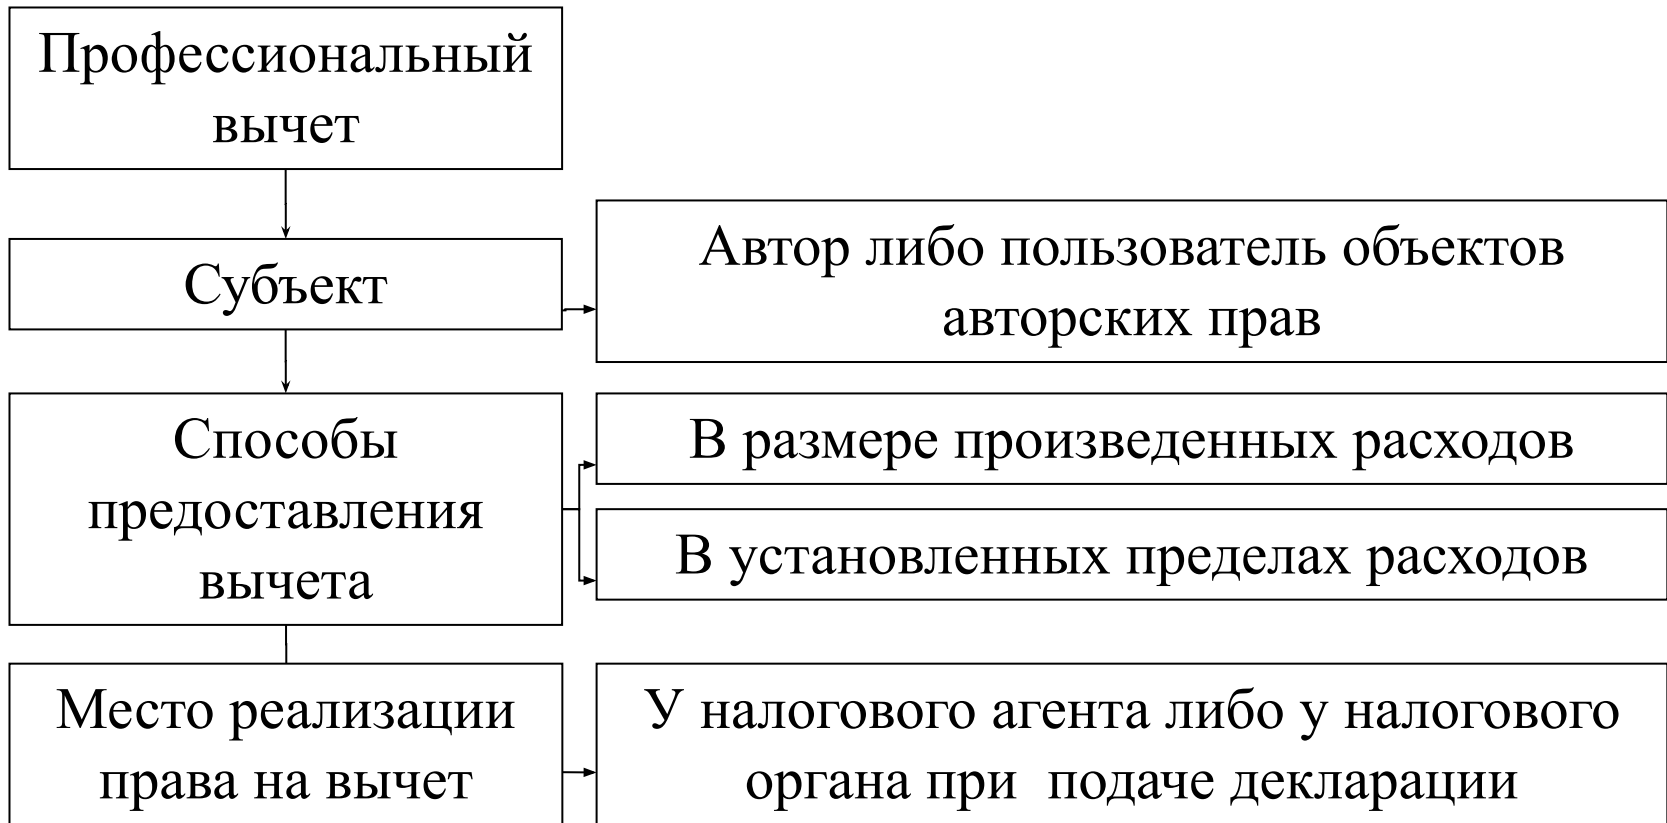 Профессиональный
вычет
Субъект
Автор либо пользователь объектов
авторских прав
Способы
предоставления
вычета
В размере произведенных расходов
В установленных пределах расходов
Место реализации
права на вычет
У налогового агента либо у налогового
органа при  подаче декларации